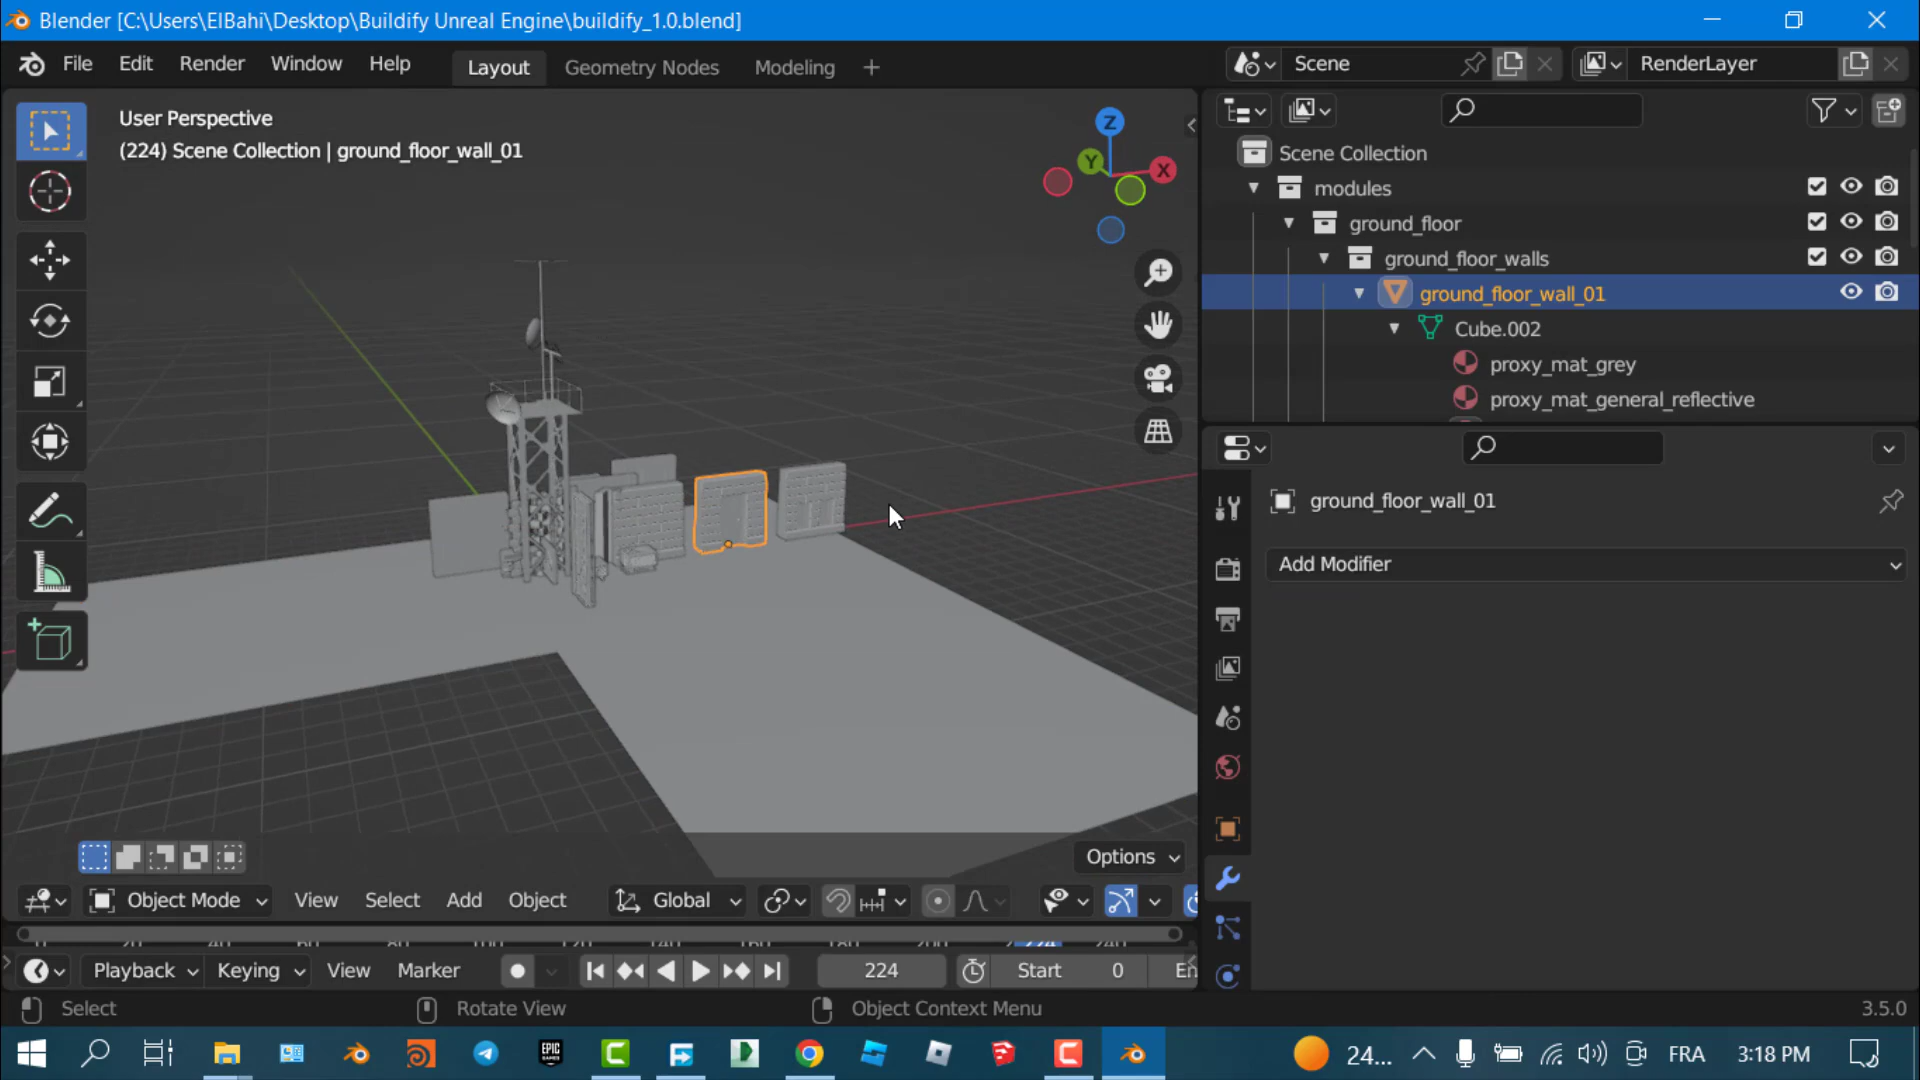 Blender [C:\Users\ElBahi\Desktop\Buildify Unreal Engine\buildify_1.0.blend]
File Edit Render Window Help Layout Geometry Nodes Modeling + Scene RenderLayer
User Perspective
(224) Scene Collection | ground_floor_wall_01
Z
Y
X
Scene Collection
modules
ground_floor
ground_floor_walls
ground_floor_wall_01
Cube.002
proxy_mat_grey
proxy_mat_general_reflective
ground_floor_wall_01
Add Modifier
Options
Object Mode View Select Add Object Global
Playback Keying View Marker 224 Start 0 En
Select Rotate View Object Context Menu 3.5.0
EPIC GAMES 24... FRA 3:18 PM